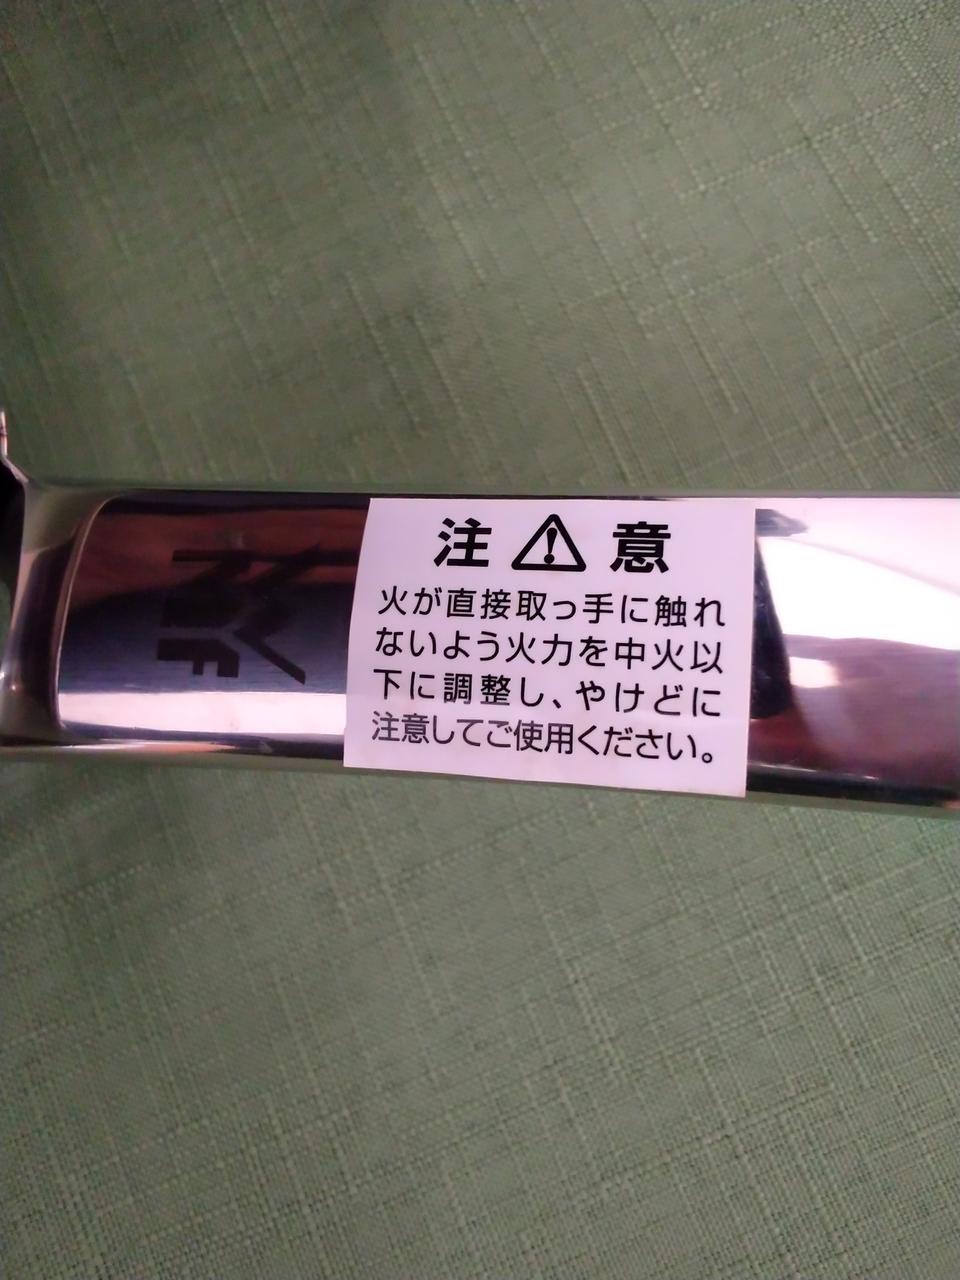 注 意
火が直接取っ手に触れ
ないよう火力を中火以
下に調整し、やけどに
注意してご使用ください。